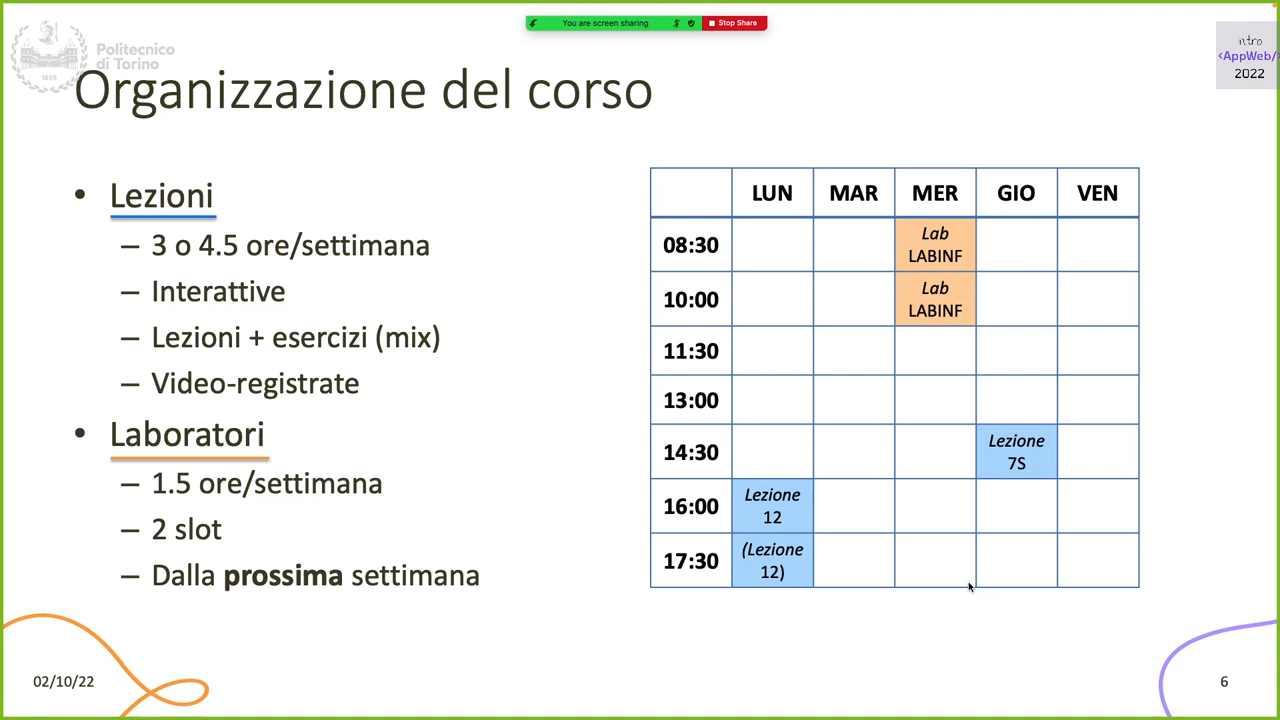 You are screen sharing
Stop Share
Politecnico
di Torino
1859
ntro
<AppWeb/>
2022
Organizzazione del corso
• Lezioni
– 3 o 4.5 ore/settimana
– Interattive
– Lezioni + esercizi (mix)
– Video-registrate
• Laboratori
– 1.5 ore/settimana
– 2 slot
– Dalla prossima settimana
LUN MAR MER GIO VEN
08:30 Lab LABINF
10:00 Lab LABINF
11:30
13:00
14:30 Lezione 7S
16:00 Lezione 12
17:30 (Lezione 12)
02/10/22
6